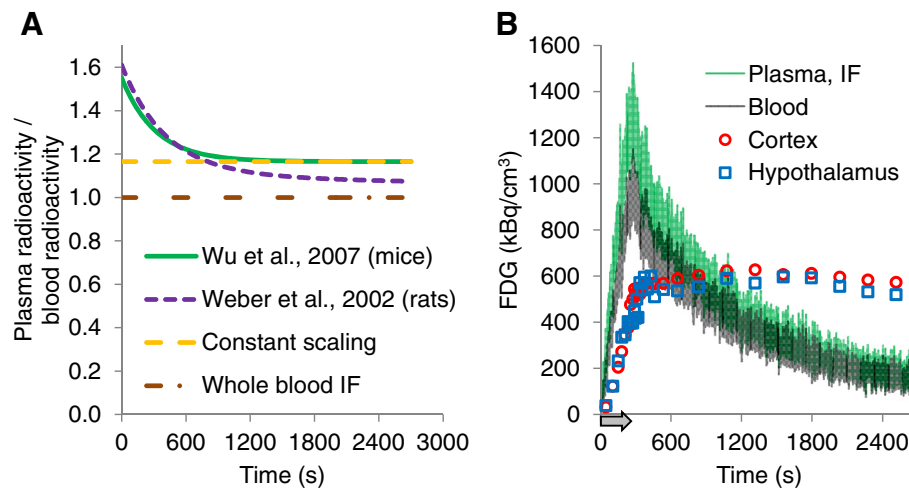 A
Plasma radioactivity /
blood radioactivity
1.6
1.4
1.2
1.0
0.8
0.6
0.4
0.2
0.0
Wu et al., 2007 (mice)
Weber et al., 2002 (rats)
Constant scaling
Whole blood IF
0 600 1200 1800 2400 3000
Time (s)
B
FDG (kBq/cm³)
1600
1400
1200
1000
800
600
400
200
0
Plasma, IF
Blood
Cortex
Hypothalamus
0 600 1200 1800 2400
Time (s)